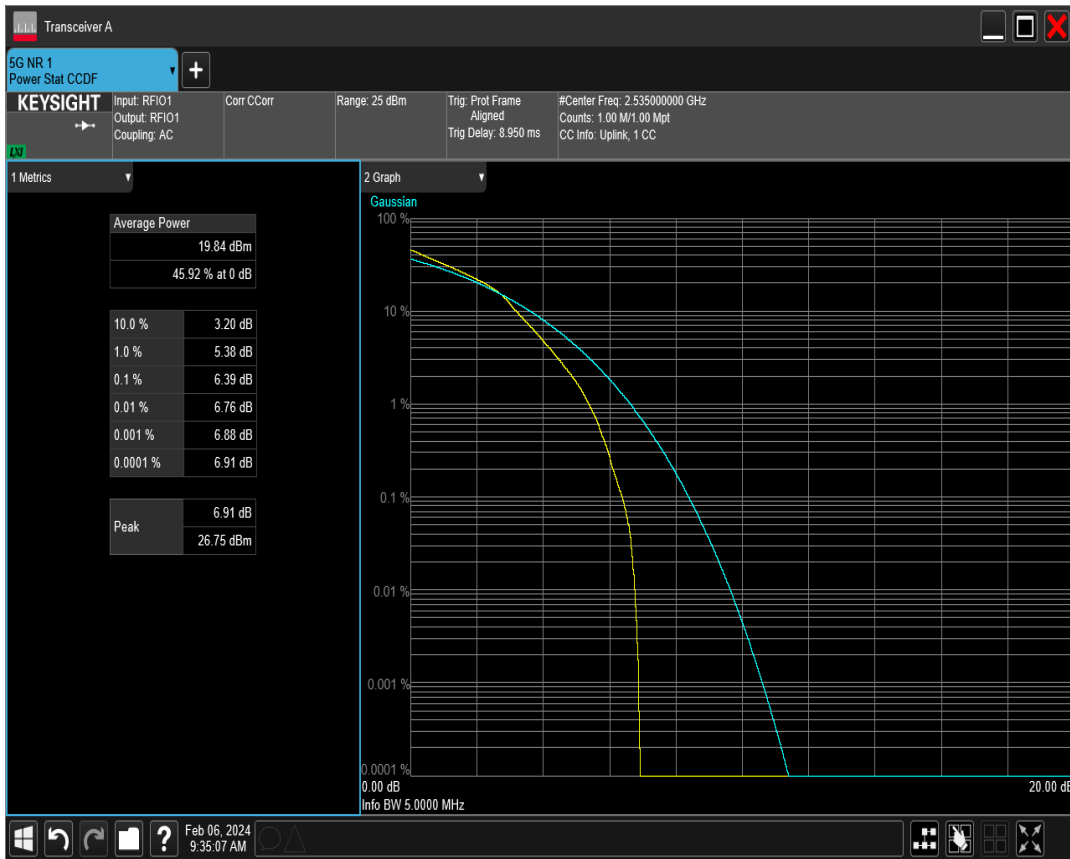 Transceiver A
5G NR 1
Power Stat CCDF
+
KEYSIGHT
LXI
Input: RFIO1
Output: RFIO1
Coupling: AC
Corr CCorr
Range: 25 dBm
Trig: Prot Frame
Aligned
Trig Delay: 8.950 ms
#Center Freq: 2.535000000 GHz
Counts: 1.00 M/1.00 Mpt
CC Info: Uplink, 1 CC
1 Metrics
Average Power
19.84 dBm
45.92 % at 0 dB
10.0 % 3.20 dB
1.0 % 5.38 dB
0.1 % 6.39 dB
0.01 % 6.76 dB
0.001 % 6.88 dB
0.0001 % 6.91 dB
Peak
6.91 dB
26.75 dBm
2 Graph
Gaussian
100 %
10 %
1 %
0.1 %
0.01 %
0.001 %
0.0001 %
0.00 dB 20.00 dB
Info BW 5.0000 MHz
?
Feb 06, 2024
9:35:07 AM